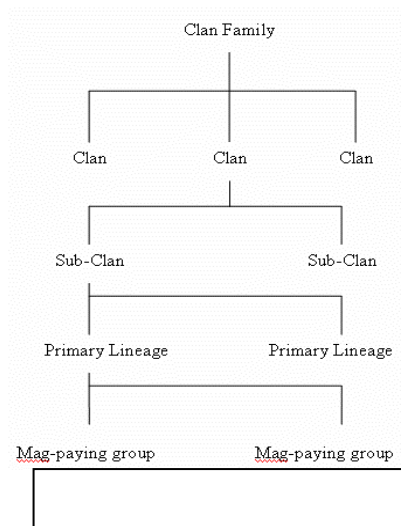 Clan Family
Clan Clan Clan
Sub-Clan Sub-Clan
Primary Lineage Primary Lineage
Mag-paying group Mag-paying group